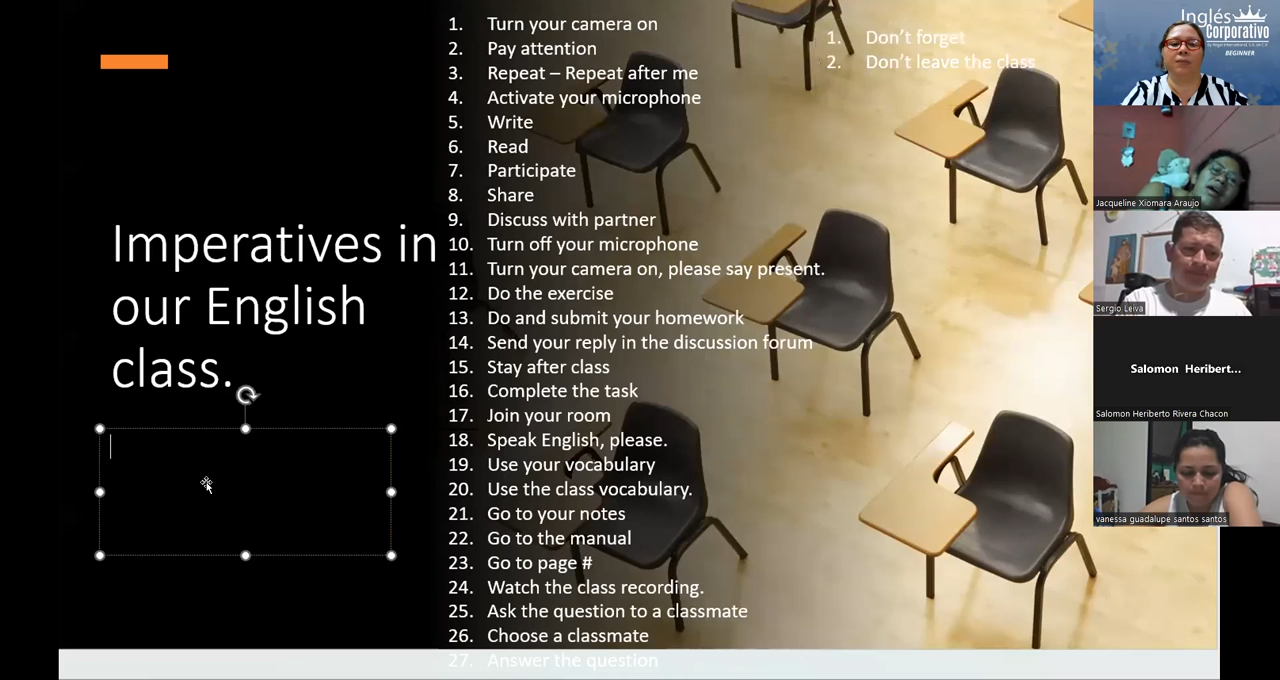 Imperatives in
our English
class.
1. Turn your camera on
2. Pay attention
3. Repeat – Repeat after me
4. Activate your microphone
5. Write
6. Read
7. Participate
8. Share
9. Discuss with partner
10. Turn off your microphone
11. Turn your camera on, please say present.
12. Do the exercise
13. Do and submit your homework
14. Send your reply in the discussion forum
15. Stay after class
16. Complete the task
17. Join your room
18. Speak English, please.
19. Use your vocabulary
20. Use the class vocabulary.
21. Go to your notes
22. Go to the manual
23. Go to page #
24. Watch the class recording.
25. Ask the question to a classmate
26. Choose a classmate
27. Answer the question
1. Don’t forget
2. Don’t leave the class
Inglés
Corporativo
BEGINNER
Jacqueline Xiomara Araujo
Sergio Leiva
Salomon Heribert...
Salomon Heriberto Rivera Chacon
vanessa guadalupe santos santos